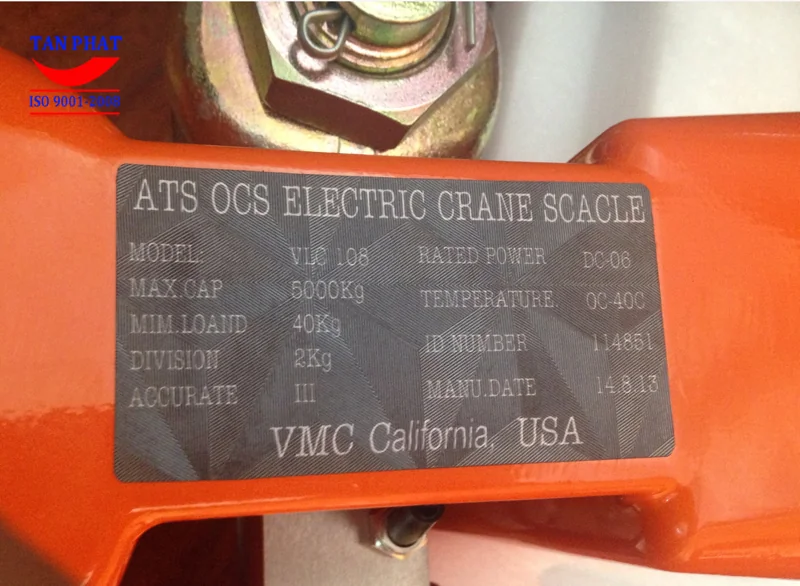 TAN PHAT
ISO 9001-2000
ATS OCS ELECTRIC CRANE SCACLE
MODEL: VLC 108 RATED POWER DC-06
MAX.CAP 5000Kg TEMPERATURE. 0C-40C
MIM.LOAND 40Kg ID NUMBER 114851
DIVISION 2Kg MANU.DATE 14.8.13
ACCURATE III
VMC California, USA